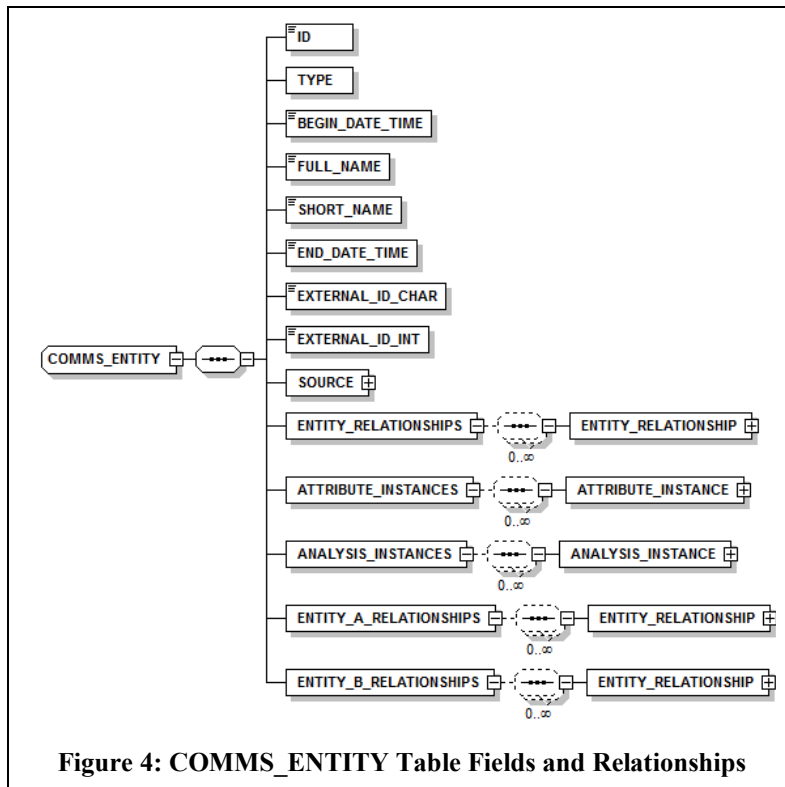 ID
TYPE
BEGIN_DATE_TIME
FULL_NAME
SHORT_NAME
END_DATE_TIME
EXTERNAL_ID_CHAR
EXTERNAL_ID_INT
COMMS_ENTITY
SOURCE
ENTITY_RELATIONSHIPS ENTITY_RELATIONSHIP
0..∞
ATTRIBUTE_INSTANCES ATTRIBUTE_INSTANCE
0..∞
ANALYSIS_INSTANCES ANALYSIS_INSTANCE
0..∞
ENTITY_A_RELATIONSHIPS ENTITY_RELATIONSHIP
0..∞
ENTITY_B_RELATIONSHIPS ENTITY_RELATIONSHIP
0..∞
Figure 4: COMMS_ENTITY Table Fields and Relationships